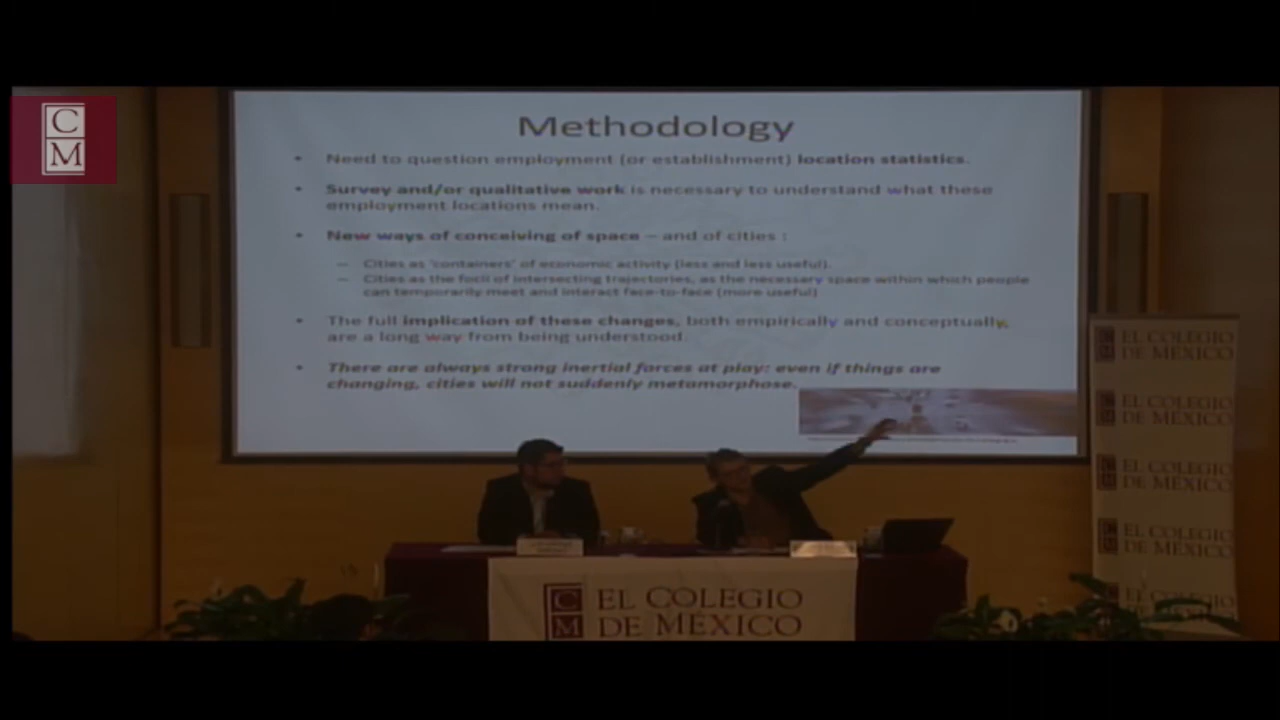 C
M
Methodology
• Need to question employment (or establishment) location statistics.
• Survey and/or qualitative work is necessary to understand what these
employment locations mean.
• New ways of conceiving of space – and of cities :
– Cities as 'containers' of economic activity (less and less useful).
– Cities as the focii of intersecting trajectories, as the necessary space within which people
can temporarily meet and interact face-to-face (more useful)
• The full implication of these changes, both empirically and conceptually,
are a long way from being understood.
• There are always strong inertial forces at play: even if things are
changing, cities will not suddenly metamorphose.
EL COLEGIO
DE MÉXICO
EL COLEGIO
DE MÉXICO
EL COLEGIO
DE MÉXICO
EL COLEGIO
DE MÉXICO
EL COLEGIO
DE MÉXICO
C
M
EL COLEGIO
DE MÉXICO